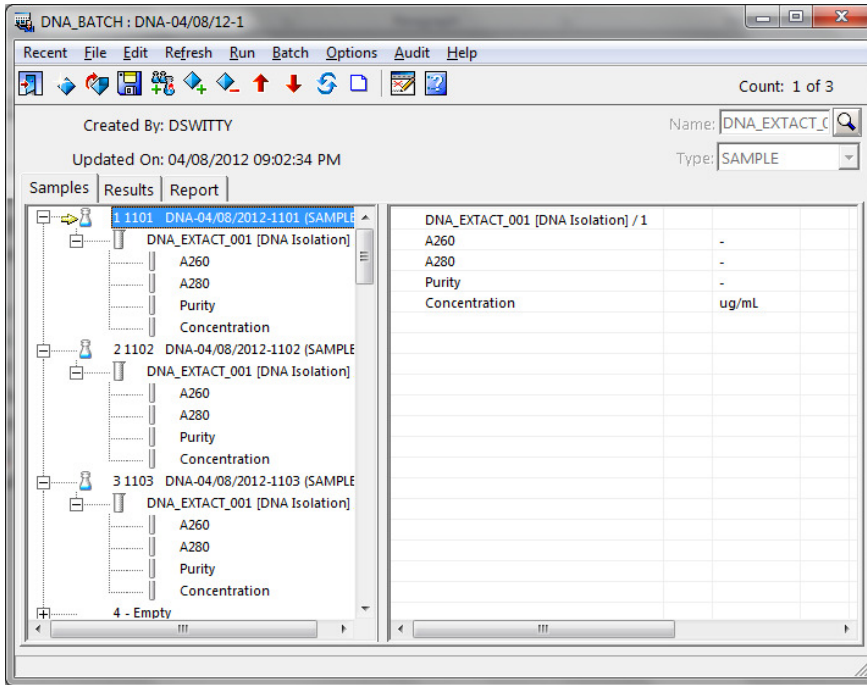 DNA_BATCH : DNA-04/08/12-1
Recent File Edit Refresh Run Batch Options Audit Help
Count: 1 of 3
Created By: DSWITTY
Name: DNA_EXTACT_
Updated On: 04/08/2012 09:02:34 PM
Type: SAMPLE
Samples Results Report
1 1101 DNA-04/08/2012-1101 (SAMPLE
DNA_EXTACT_001 [DNA Isolation]
A260
A280
Purity
Concentration
2 1102 DNA-04/08/2012-1102 (SAMPLE
DNA_EXTACT_001 [DNA Isolation]
A260
A280
Purity
Concentration
3 1103 DNA-04/08/2012-1103 (SAMPLE
DNA_EXTACT_001 [DNA Isolation]
A260
A280
Purity
Concentration
4 - Empty
DNA_EXTACT_001 [DNA Isolation] / 1
A260 -
A280 -
Purity -
Concentration ug/mL